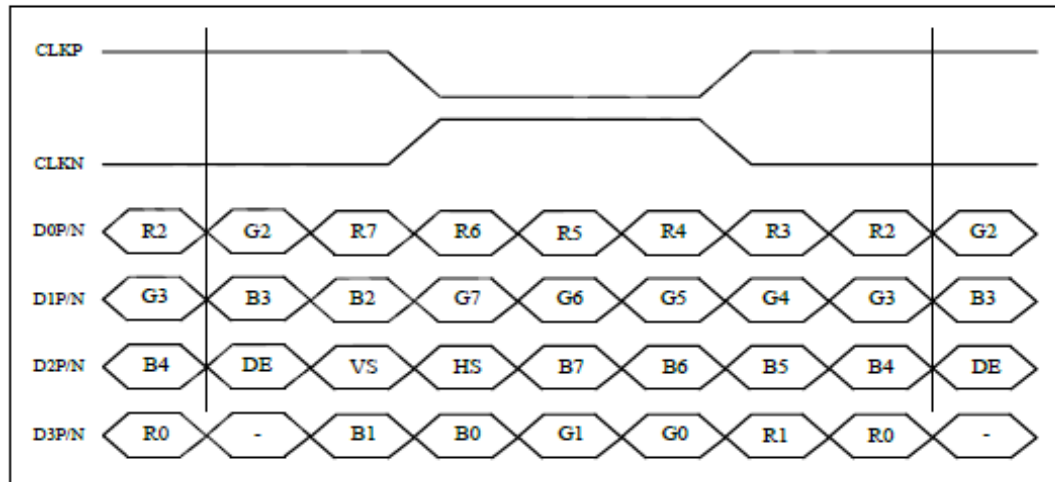 CLKP
CLKN
D0P/N R2 G2 R7 R6 R5 R4 R3 R2 G2
D1P/N G3 B3 B2 G7 G6 G5 G4 G3 B3
D2P/N B4 DE VS HS B7 B6 B5 B4 DE
D3P/N R0 - B1 B0 G1 G0 R1 R0 -